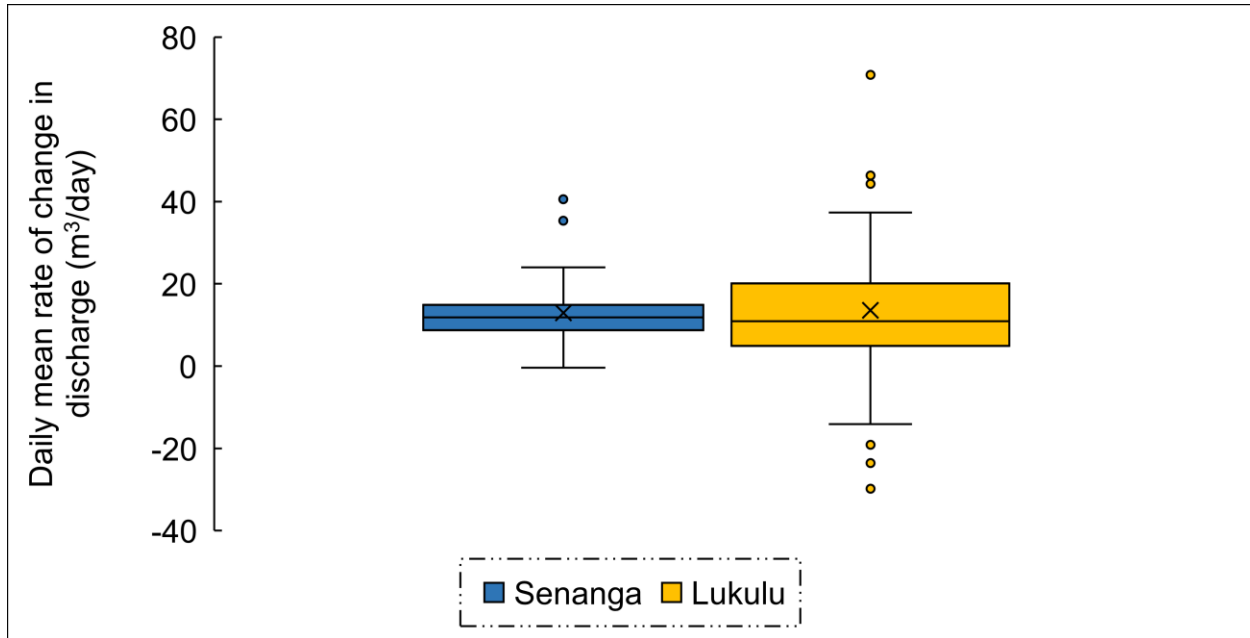 80
60
40
20
0
-20
-40
Daily mean rate of change in
discharge (m³/day)
Senanga
Lukulu